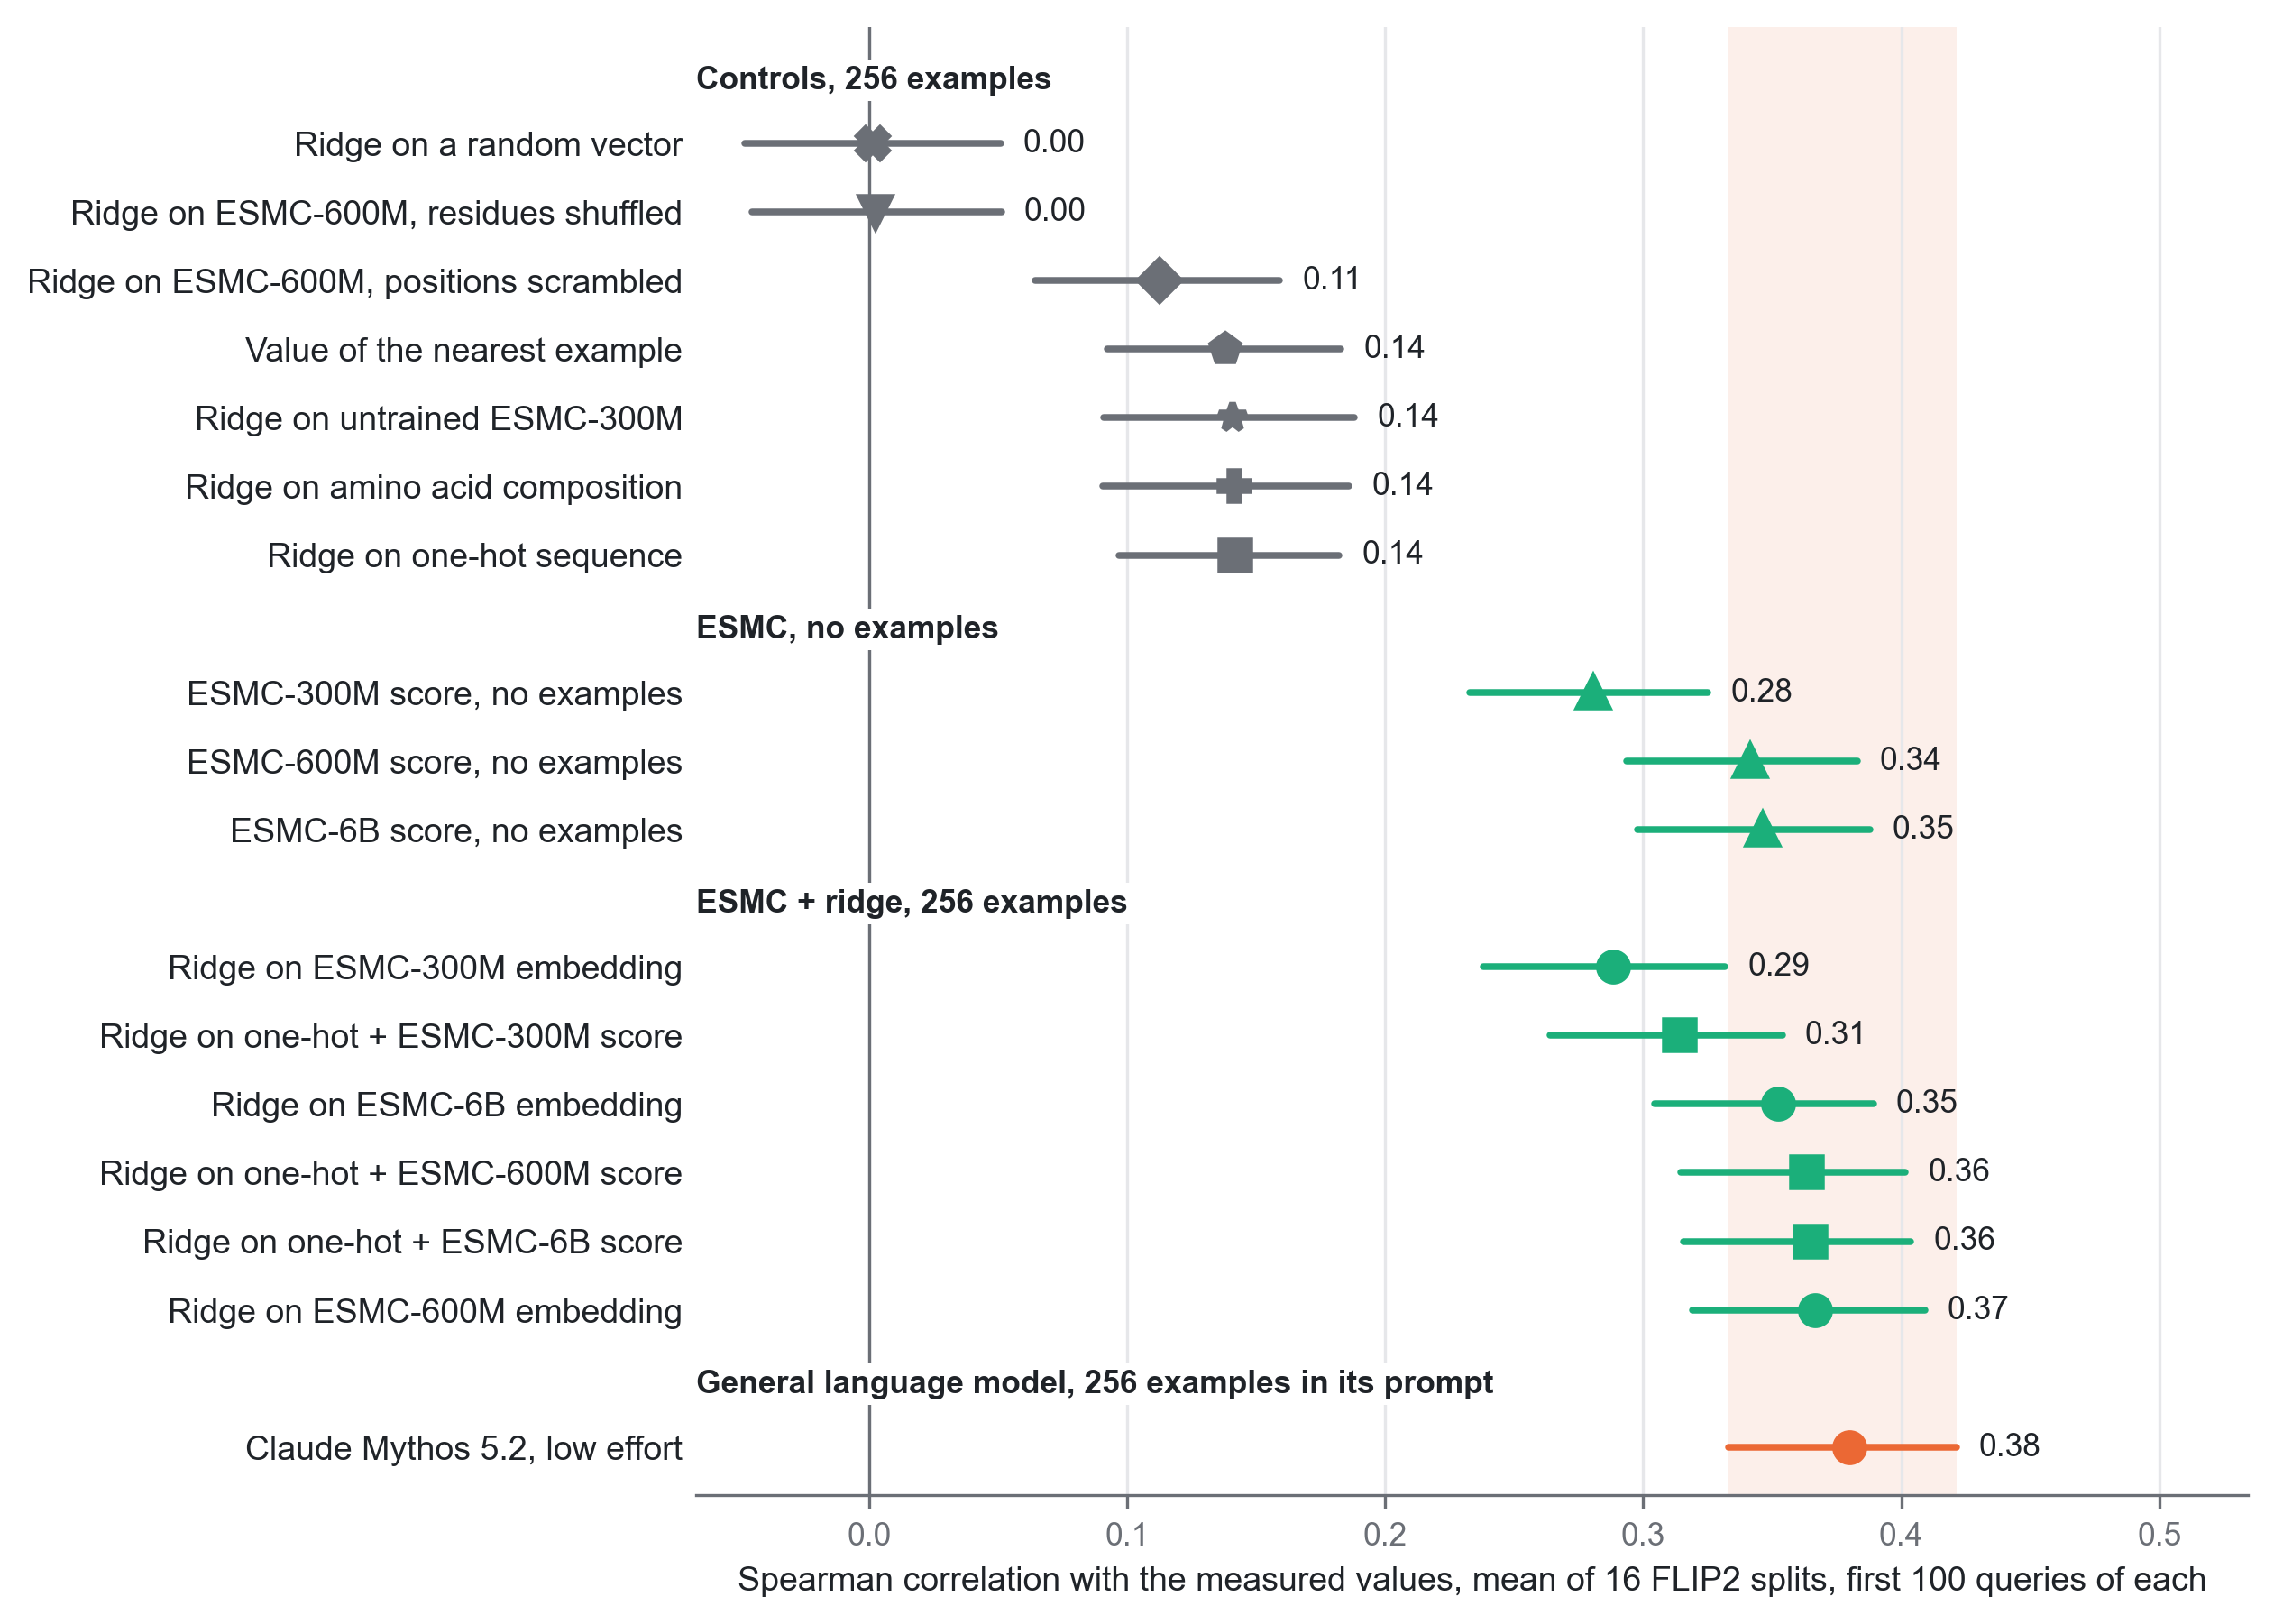 Controls, 256 examples
Ridge on a random vector 0.00
Ridge on ESMC-600M, residues shuffled 0.00
Ridge on ESMC-600M, positions scrambled 0.11
Value of the nearest example 0.14
Ridge on untrained ESMC-300M 0.14
Ridge on amino acid composition 0.14
Ridge on one-hot sequence 0.14
ESMC, no examples
ESMC-300M score, no examples 0.28
ESMC-600M score, no examples 0.34
ESMC-6B score, no examples 0.35
ESMC + ridge, 256 examples
Ridge on ESMC-300M embedding 0.29
Ridge on one-hot + ESMC-300M score 0.31
Ridge on ESMC-6B embedding 0.35
Ridge on one-hot + ESMC-600M score 0.36
Ridge on one-hot + ESMC-6B score 0.36
Ridge on ESMC-600M embedding 0.37
General language model, 256 examples in its prompt
Claude Mythos 5.2, low effort 0.38
0.0 0.1 0.2 0.3 0.4 0.5
Spearman correlation with the measured values, mean of 16 FLIP2 splits, first 100 queries of each